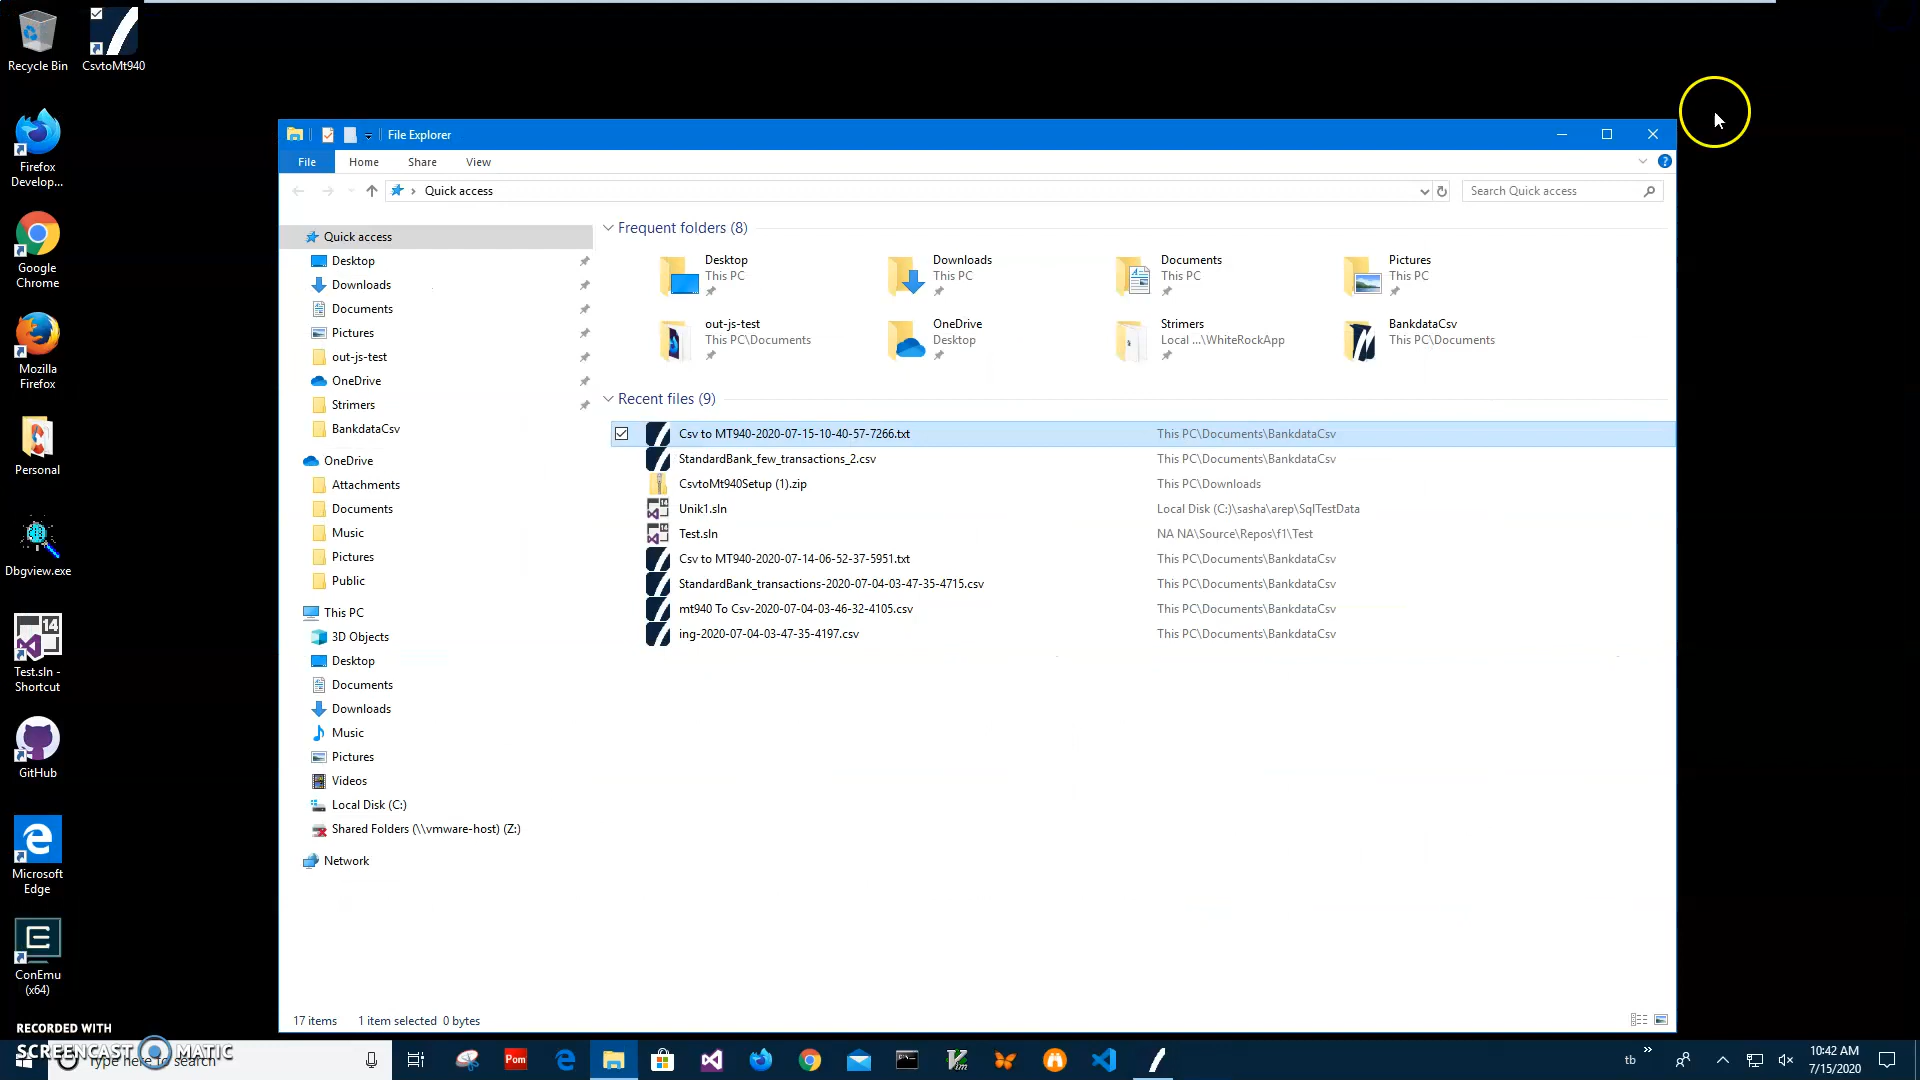 Recycle Bin
CsvtoMt940
Firefox
Develop...
Google
Chrome
Mozilla
Firefox
Personal
Dbgview.exe
14
Test.sln -
Shortcut
GitHub
Microsoft
Edge
ConEmu
(x64)
File Explorer
File Home Share View
Quick access
Search Quick access
Quick access
Desktop
Downloads
Documents
Pictures
out-js-test
OneDrive
Strimers
BankdataCsv
OneDrive
Attachments
Documents
Music
Pictures
Public
This PC
3D Objects
Desktop
Documents
Downloads
Music
Pictures
Videos
Local Disk (C:)
Shared Folders (\\vmware-host) (Z:)
Network
Frequent folders (8)
Desktop
This PC
Downloads
This PC
Documents
This PC
Pictures
This PC
out-js-test
This PC\Documents
OneDrive
Desktop
Strimers
Local ...\WhiteRockApp
BankdataCsv
This PC\Documents
Recent files (9)
Csv to MT940-2020-07-15-10-40-57-7266.txt This PC\Documents\BankdataCsv
StandardBank_few_transactions_2.csv This PC\Documents\BankdataCsv
CsvtoMt940Setup (1).zip This PC\Downloads
Unik1.sln Local Disk (C:)\sasha\arep\SqlTestData
Test.sln NA NA\Source\Repos\f1\Test
Csv to MT940-2020-07-14-06-52-37-5951.txt This PC\Documents\BankdataCsv
StandardBank_transactions-2020-07-04-03-47-35-4715.csv This PC\Documents\BankdataCsv
mt940 To Csv-2020-07-04-03-46-32-4105.csv This PC\Documents\BankdataCsv
ing-2020-07-04-03-47-35-4197.csv This PC\Documents\BankdataCsv
17 items 1 item selected 0 bytes
RECORDED WITH
SCREENCAST MATIC
Type here to search
Pom
Vim
tb
10:42 AM
7/15/2020